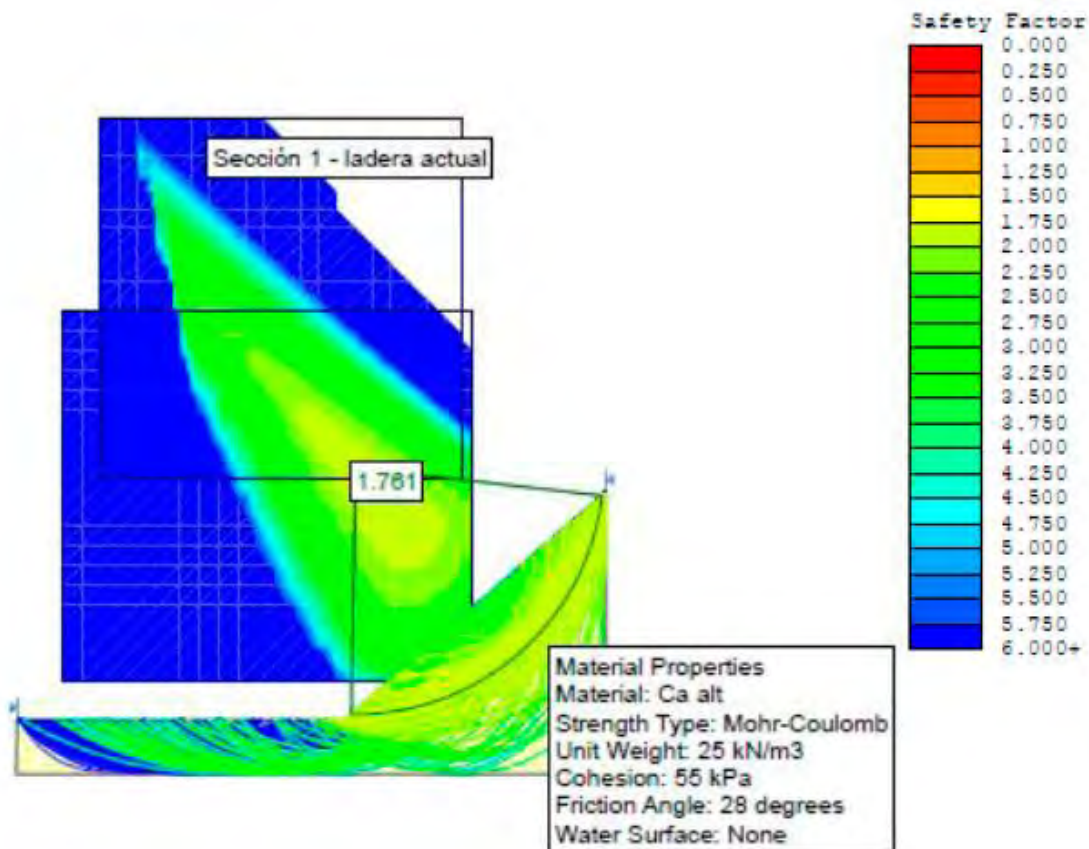 Safety Factor
0.000
0.250
0.500
0.750
1.000
1.250
1.500
1.750
2.000
2.250
2.500
2.750
3.000
3.250
3.500
3.750
4.000
4.250
4.500
4.750
5.000
5.250
5.500
5.750
6.000+
Sección 1 - ladera actual
1.761
Material Properties
Material: Ca alt
Strength Type: Mohr-Coulomb
Unit Weight: 25 kN/m3
Cohesion: 55 kPa
Friction Angle: 28 degrees
Water Surface: None